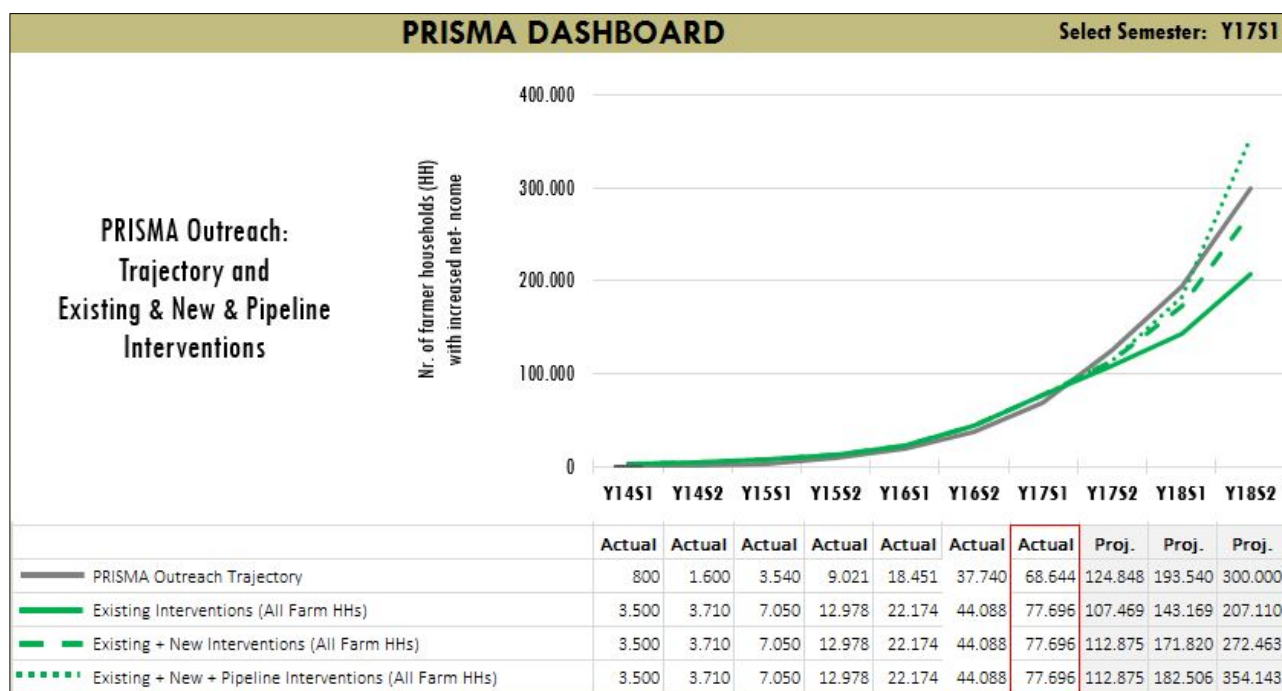 PRISMA DASHBOARD
Select Semester: Y17S1
PRISMA Outreach:
Trajectory and
Existing & New & Pipeline
Interventions
Nr. of farmer households (HH)
with increased net- ncome
400.000
300.000
200.000
100.000
0
Y14S1 Y14S2 Y15S1 Y15S2 Y16S1 Y16S2 Y17S1 Y17S2 Y18S1 Y18S2
Actual Actual Actual Actual Actual Actual Actual Proj. Proj. Proj.
PRISMA Outreach Trajectory 800 1.600 3.540 9.021 18.451 37.740 68.644 124.848 193.540 300.000
Existing Interventions (All Farm HHs) 3.500 3.710 7.050 12.978 22.174 44.088 77.696 107.469 143.169 207.110
Existing + New Interventions (All Farm HHs) 3.500 3.710 7.050 12.978 22.174 44.088 77.696 112.875 171.820 272.463
Existing + New + Pipeline Interventions (All Farm HHs) 3.500 3.710 7.050 12.978 22.174 44.088 77.696 112.875 182.506 354.143